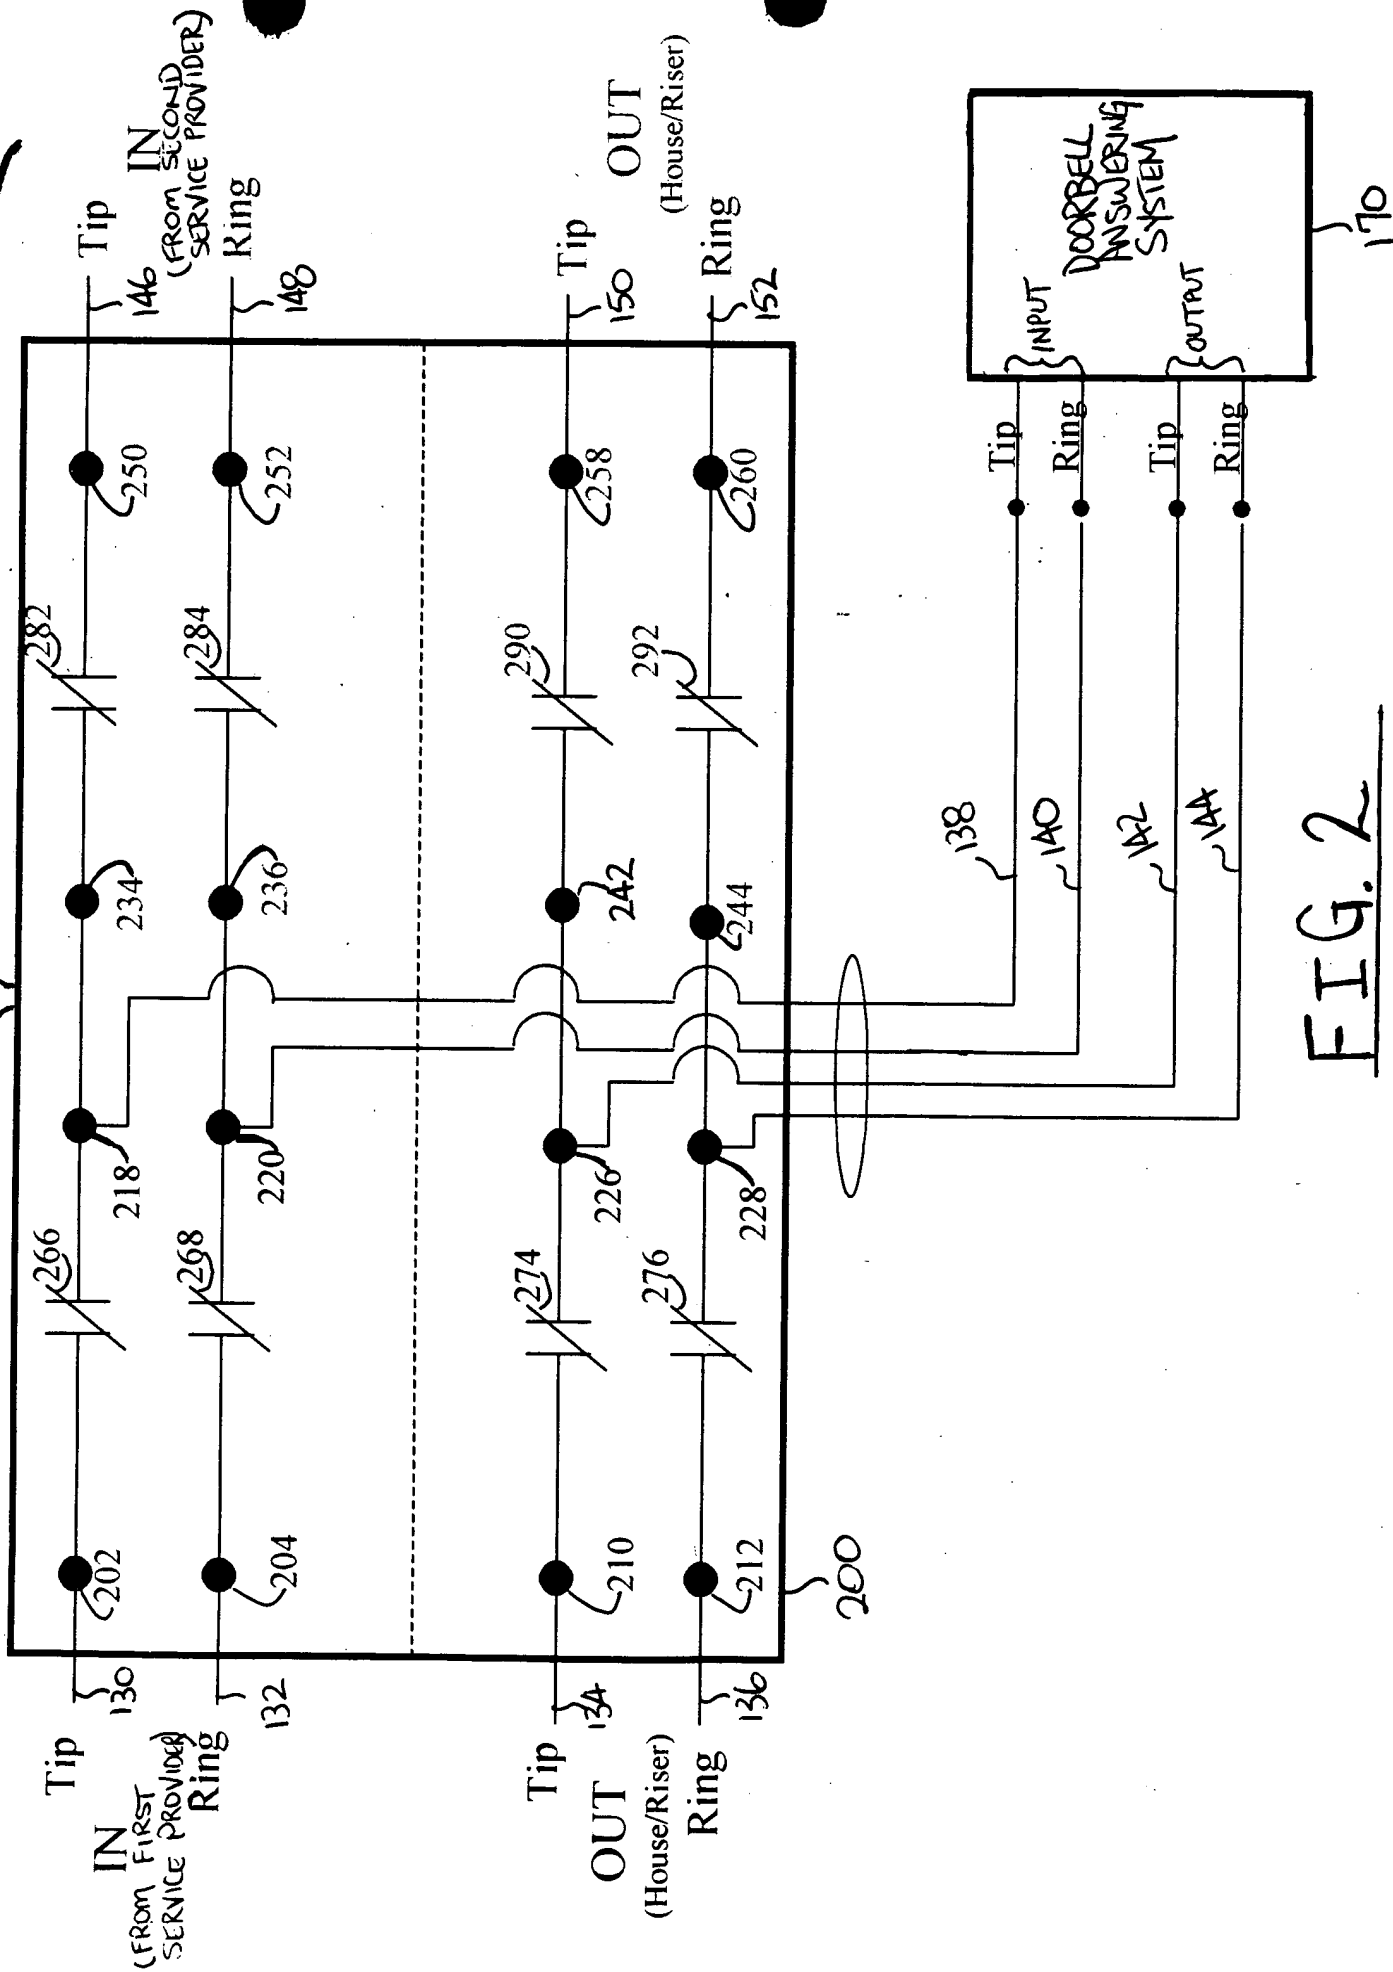 Tip
130
IN
(FROM FIRST
SERVICE PROVIDER)
Ring
132
Tip
134
OUT
(House/Riser)
Ring
136
202
266
218
234
282
250
Tip
146
IN
(FROM SECOND
SERVICE PROVIDER)
204
268
220
236
284
252
Ring
148
210
274
226
242
290
258
Tip
150
OUT
(House/Riser)
212
276
228
244
292
260
Ring
152
200
138
Tip
140
Ring
142
Tip
144
Ring
INPUT
OUTPUT
DOORBELL
ANSWERING
SYSTEM
170
FIG. 2